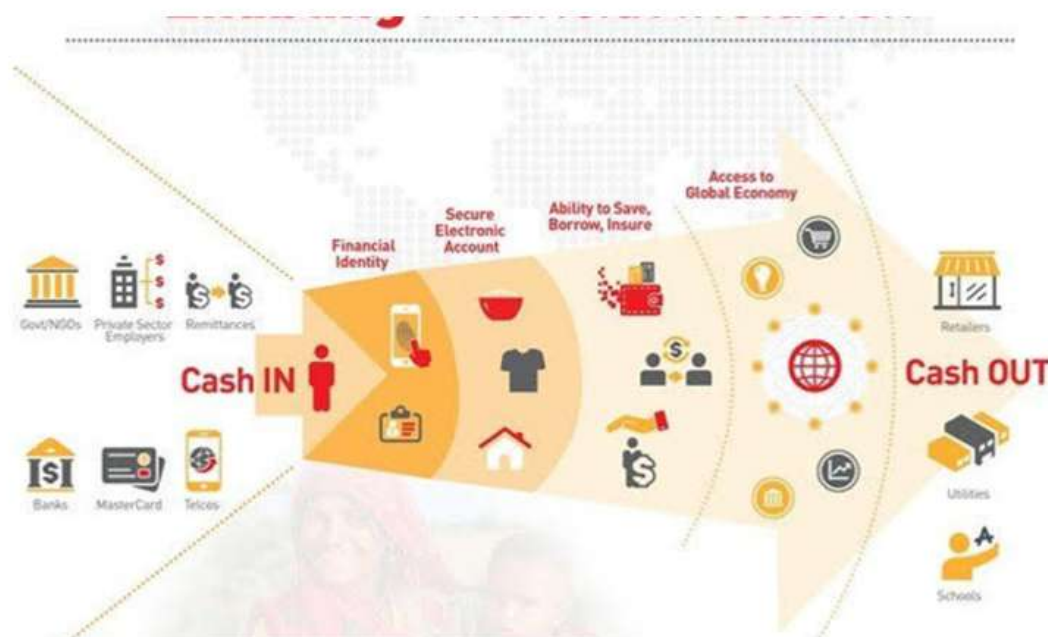 Access to
Global Economy
Ability to Save,
Borrow, Insure
Secure
Electronic
Account
Financial
Identity
Govt/NGOs
Private Sector
Employers
Remittances
Retailers
Cash IN
Cash OUT
Banks
MasterCard
Telcos
Utilities
Schools